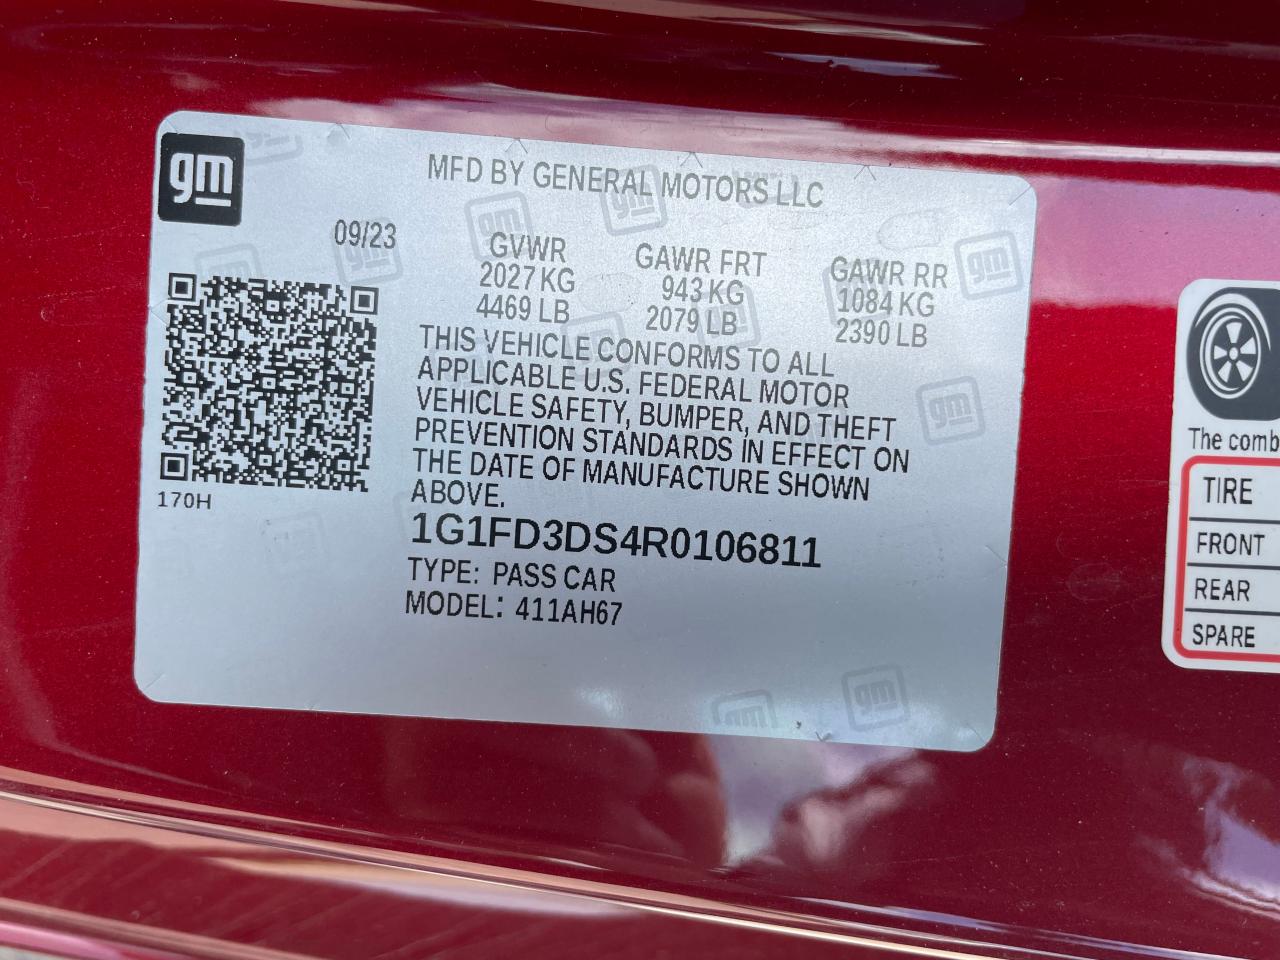 gm
MFD BY GENERAL MOTORS LLC
09/23
GVWR
2027 KG
4469 LB
GAWR FRT
943 KG
2079 LB
GAWR RR
1084 KG
2390 LB
THIS VEHICLE CONFORMS TO ALL
APPLICABLE U.S. FEDERAL MOTOR
VEHICLE SAFETY, BUMPER, AND THEFT
PREVENTION STANDARDS IN EFFECT ON
THE DATE OF MANUFACTURE SHOWN
ABOVE.
170H
1G1FD3DS4R0106811
TYPE: PASS CAR
MODEL: 411AH67
The comb
TIRE
FRONT
REAR
SPARE